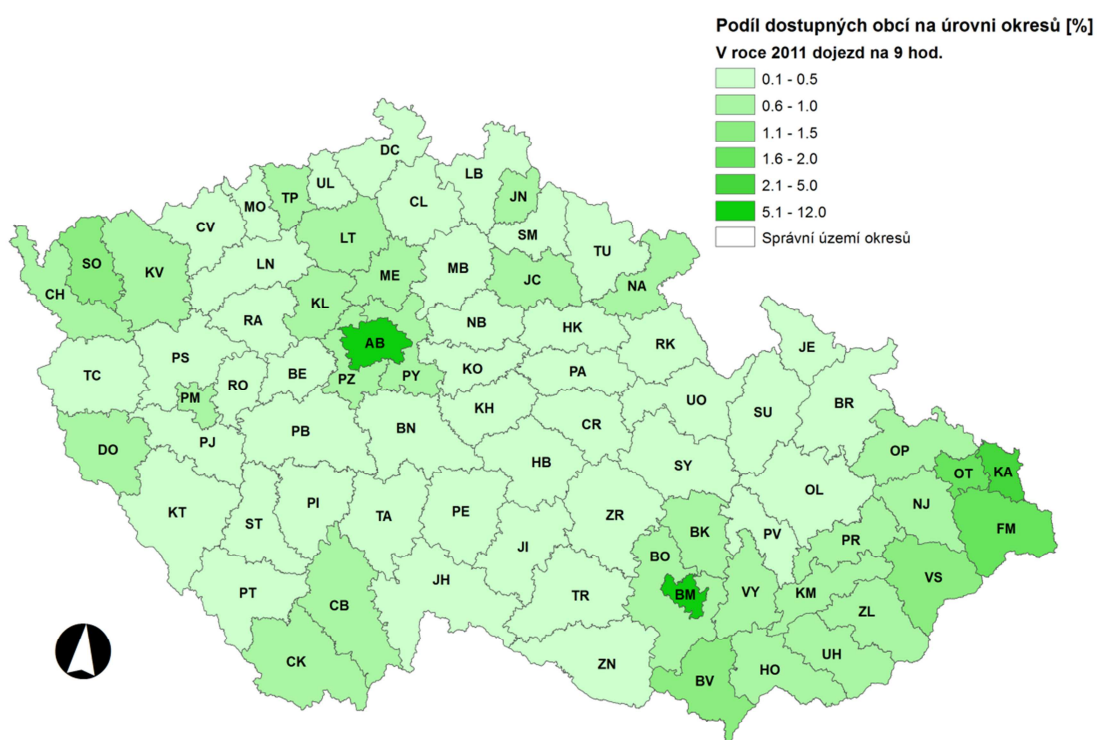 Podíl dostupných obcí na úrovni okresů [%]
V roce 2011 dojezd na 9 hod.
0.1 - 0.5
0.6 - 1.0
1.1 - 1.5
1.6 - 2.0
2.1 - 5.0
5.1 - 12.0
Správní území okresů
DC
LB
UL
TP
JN
MO
CL
CV
LT
SM
TU
SO
KV
LN
ME
MB
JC
NA
CH
KL
RA
NB
HK
AB
RK
JE
PS
TC
RO
BE
PZ
PY
KO
PA
PM
BR
UO
SU
KH
PB
BN
CR
DO
PJ
OP
HB
SY
OT
KA
OL
KT
PI
ST
TA
PE
ZR
NJ
FM
BK
PV
PR
JI
BO
VS
JH
PT
TR
BM
VY
KM
CB
ZL
UH
CK
ZN
HO
BV